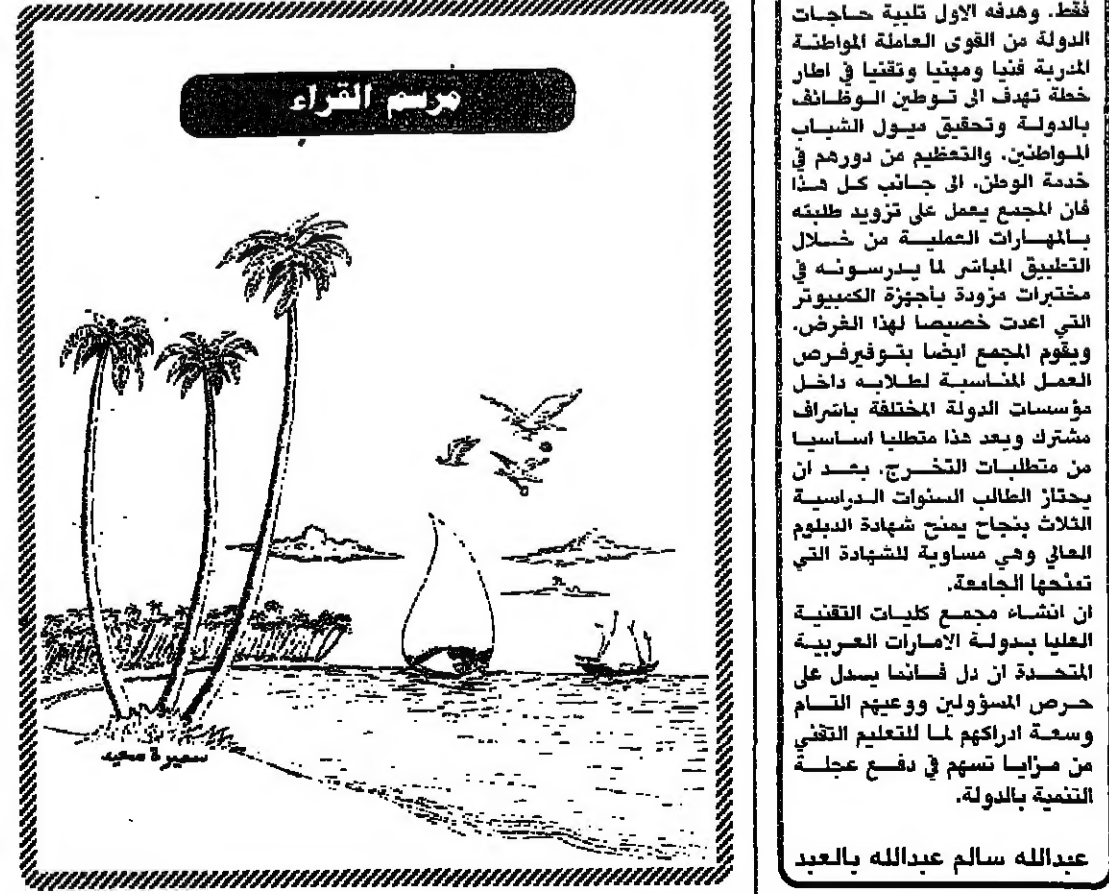 مرسم القراء
سميرة سعيد
فقط. وهدفه الاول تلبية حاجات
الدولة من القوى العاملة المواطنة
المدربة فنيا ومهنيا وتقنيا في اطار
خطة تهدف الى توطين الوظائف
بالدولة وتحقيق ميول الشباب
المواطنين. والتعظيم من دورهم في
خدمة الوطن. الى جانب كل هذا
فان المجمع يعمل على تزويد طلبته
بالمهارات العملية من خلال
التطبيق المباشر لما يدرسونه في
مختبرات مزودة بأجهزة الكمبيوتر
التي اعدت خصيصا لهذا الغرض.
ويقوم المجمع ايضا بتوفيرفرص
العمل المناسبة لطلابه داخل
مؤسسات الدولة المختلفة باشراف
مشترك ويعد هذا متطلبا اساسيا
من متطلبات التخرج. بعد ان
يجتاز الطالب السنوات الدراسية
الثلاث بنجاح يمنح شهادة الدبلوم
العالي وهي مساوية للشهادة التي
تمنحها الجامعة.
ان انشاء مجمع كليات التقنية
العليا بدولة الامارات العربية
المتحدة ان دل فانما يدل على
حرص المسؤولين ووعيهم التام
وسعة ادراكهم لما للتعليم التقني
من مزايا تسهم في دفع عجلة
التنمية بالدولة.
عبدالله سالم عبدالله بالعبد